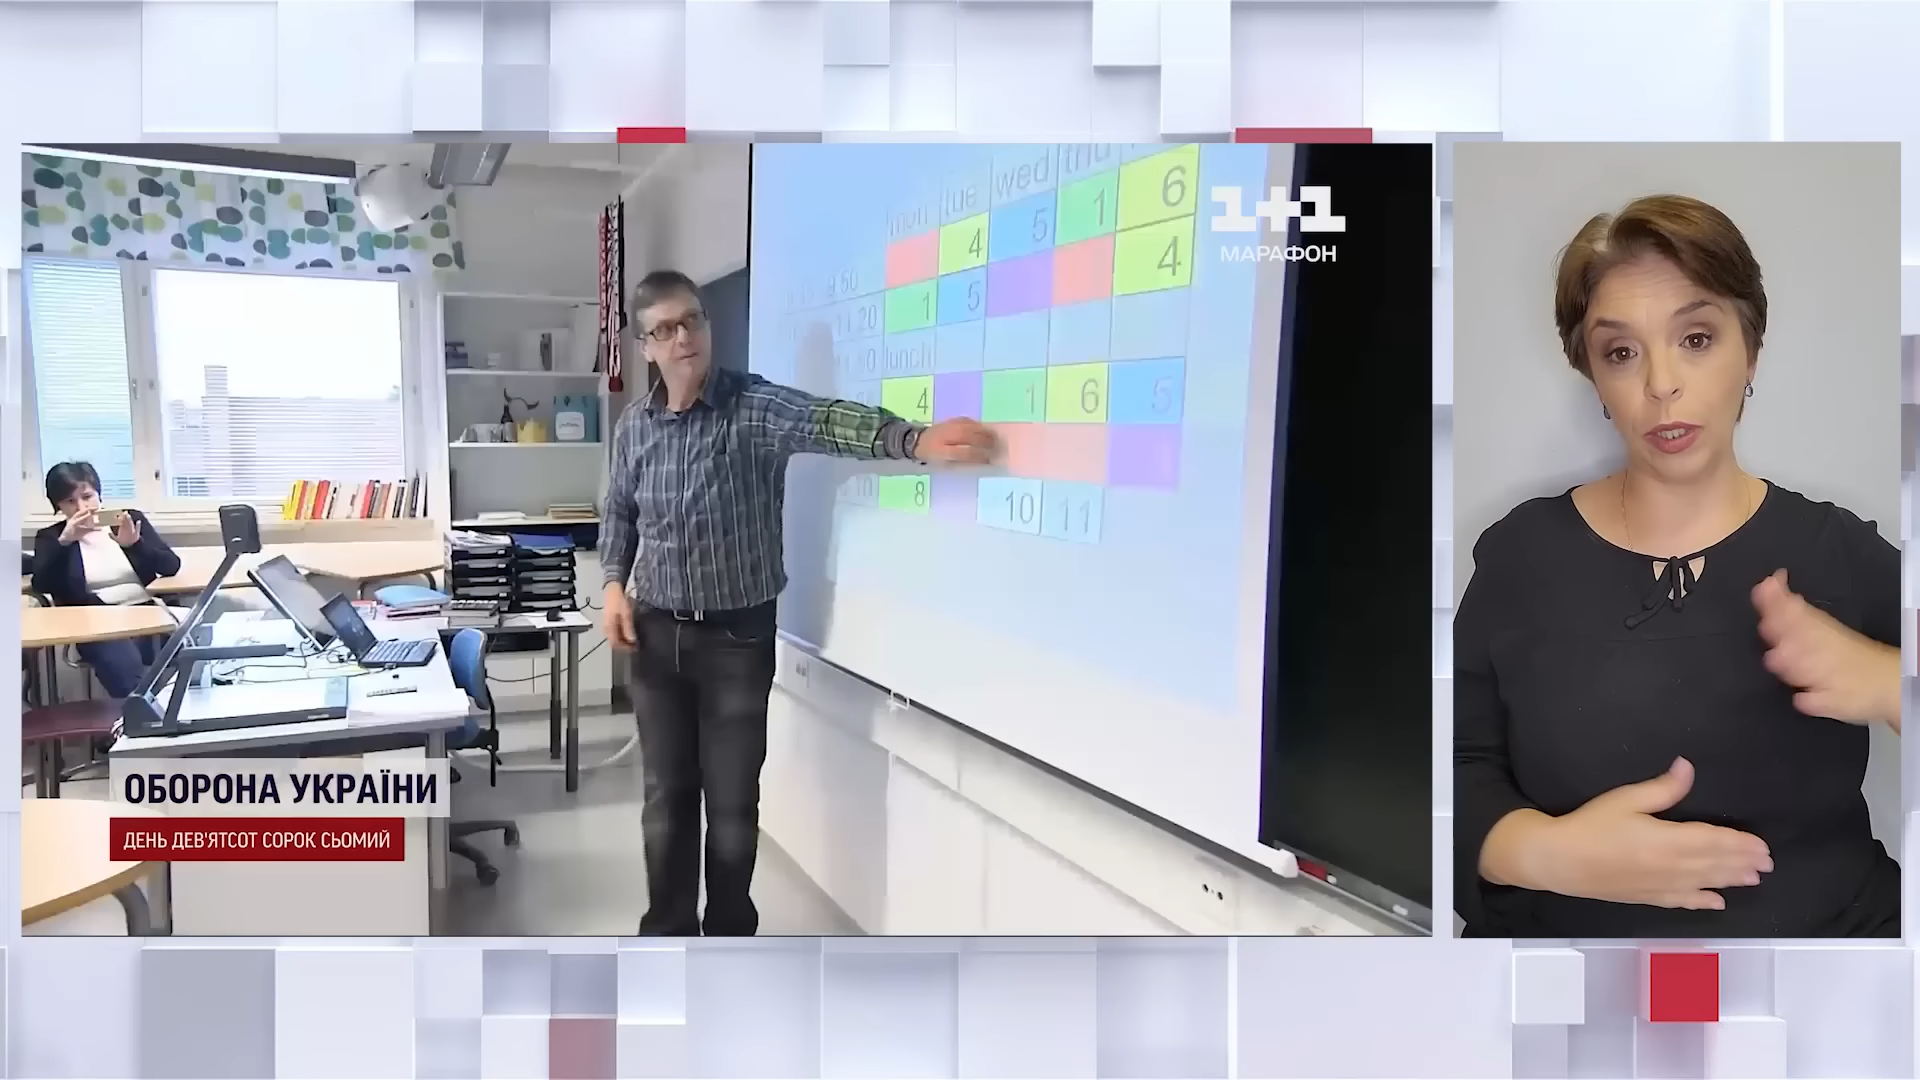 mon tue wed thu
4 5 1 6
9 50
1 5 4
11 20
lunch
4 1 6 5
8 10 11
1+1
МАРАФОН
ОБОРОНА УКРАЇНИ
ДЕНЬ ДЕВ'ЯТСОТ СОРОК СЬОМИЙ